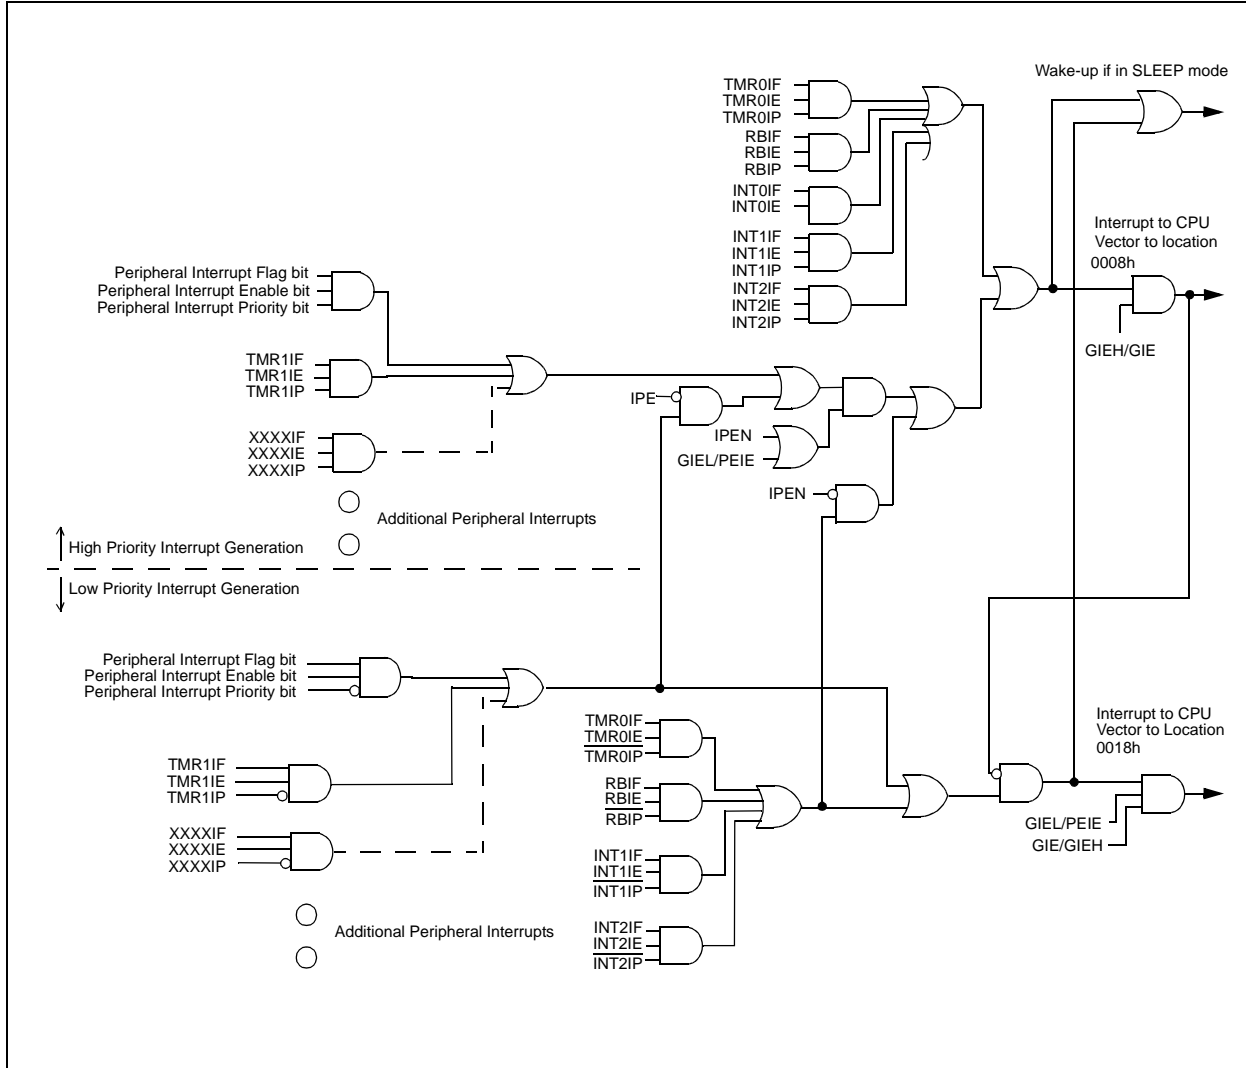 Wake-up if in SLEEP mode
TMR0IF
TMR0IE
TMR0IP
RBIF
RBIE
RBIP
INT0IF
INT0IE
INT1IF
INT1IE
INT1IP
INT2IF
INT2IE
INT2IP
Interrupt to CPU
Vector to location
0008h
GIEH/GIE
Peripheral Interrupt Flag bit
Peripheral Interrupt Enable bit
Peripheral Interrupt Priority bit
TMR1IF
TMR1IE
TMR1IP
XXXXIF
XXXXIE
XXXXIP
IPE
IPEN
GIEL/PEIE
IPEN
Additional Peripheral Interrupts
High Priority Interrupt Generation
Low Priority Interrupt Generation
Peripheral Interrupt Flag bit
Peripheral Interrupt Enable bit
Peripheral Interrupt Priority bit
TMR1IF
TMR1IE
TMR1IP
XXXXIF
XXXXIE
XXXXIP
Additional Peripheral Interrupts
TMR0IF
TMR0IE
TMR0IP
RBIF
RBIE
RBIP
INT1IF
INT1IE
INT1IP
INT2IF
INT2IE
INT2IP
Interrupt to CPU
Vector to Location
0018h
GIEL/PEIE
GIE/GIEH